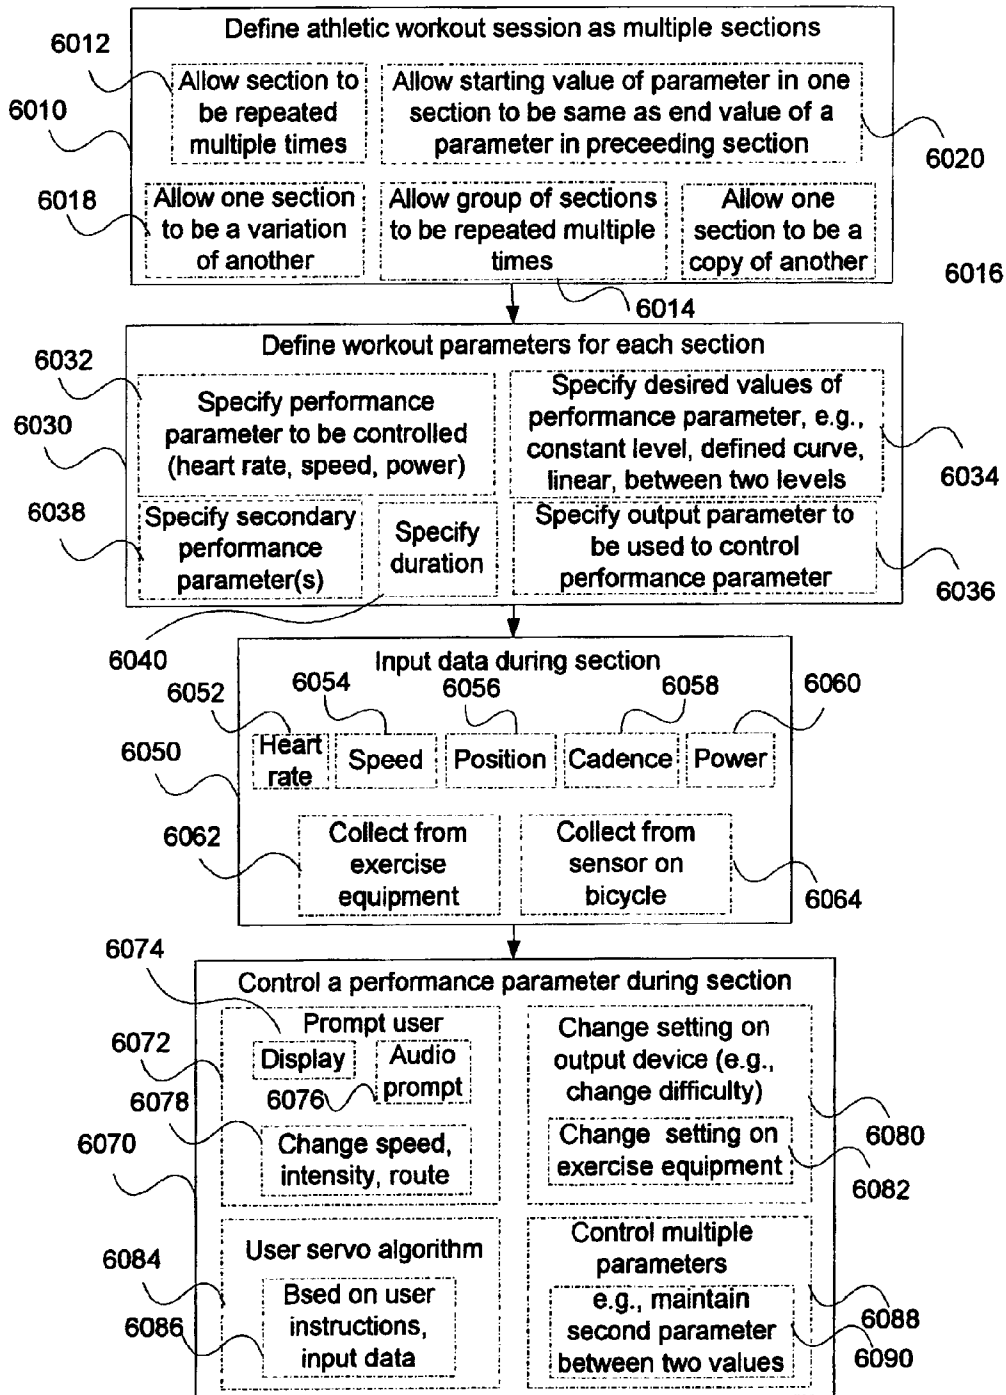 Define athletic workout session as multiple sections
6012
6010
Allow section to
be repeated
multiple times
Allow starting value of parameter in one
section to be same as end value of a
parameter in preceeding section
6020
6018
Allow one section
to be a variation
of another
Allow group of sections
to be repeated multiple
times
Allow one
section to be a
copy of another
6016
6014
Define workout parameters for each section
6032
6030
Specify performance
parameter to be controlled
(heart rate, speed, power)
Specify desired values of
performance parameter, e.g.,
constant level, defined curve,
linear, between two levels
6034
6038
Specify secondary
performance
parameter(s)
Specify
duration
Specify output parameter to
be used to control
performance parameter
6036
6040
Input data during section
6052
6054
6056
6058
6060
6050
Heart
rate
Speed
Position
Cadence
Power
6062
Collect from
exercise
equipment
Collect from
sensor on
bicycle
6064
6074
Control a performance parameter during section
6072
Prompt user
Display
Audio
prompt
6076
6078
6070
Change speed,
intensity, route
Change setting on
output device (e.g.,
change difficulty)
6080
Change setting on
exercise equipment
6082
6084
User servo algorithm
6086
Bsed on user
instructions,
input data
Control multiple
parameters
6088
e.g., maintain
second parameter
between two values
6090